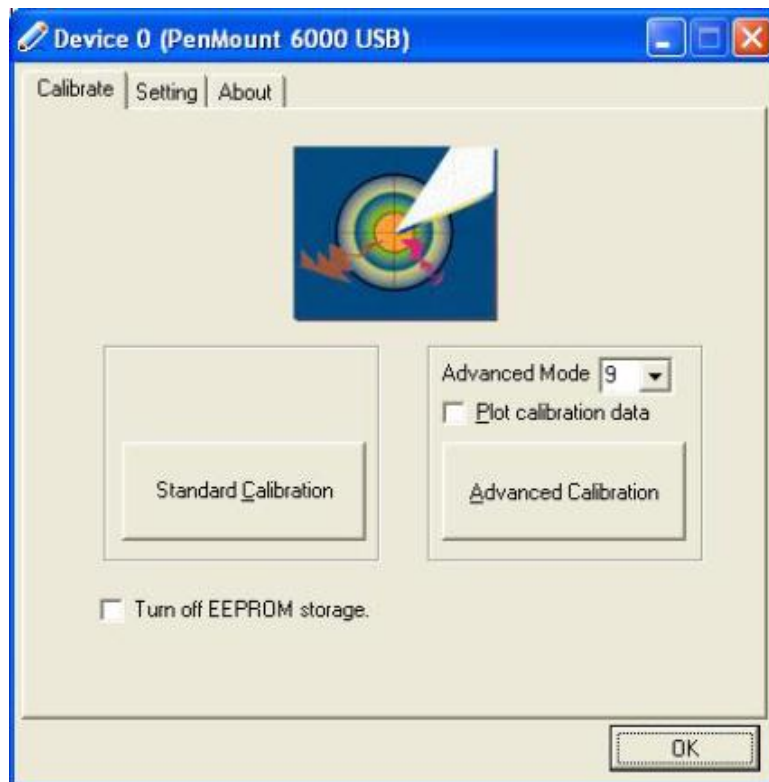 Device 0 (PenMount 6000 USB)
Calibrate Setting About
Advanced Mode 9
Plot calibration data
Standard Calibration
Advanced Calibration
Turn off EEPROM storage.
OK